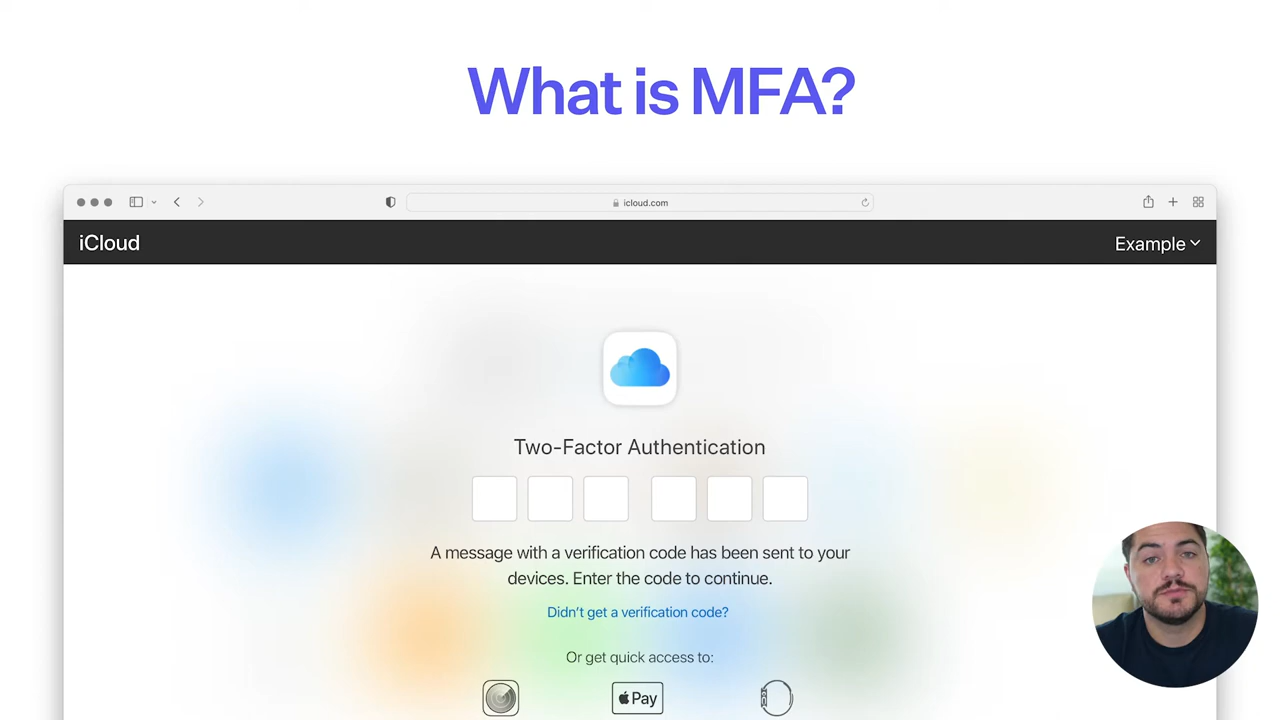 What is MFA?
icloud.com
iCloud
Example
Two-Factor Authentication
A message with a verification code has been sent to your
devices. Enter the code to continue.
Didn't get a verification code?
Or get quick access to:
Pay